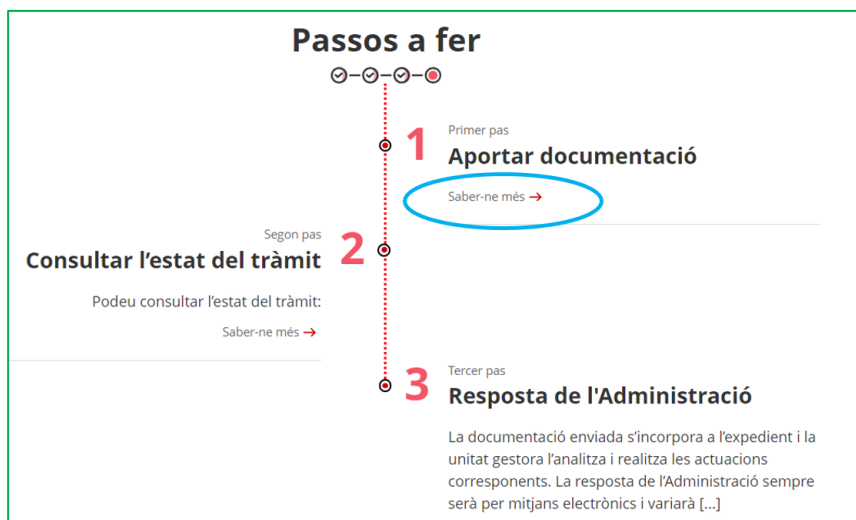 Passos a fer
1
Primer pas
Aportar documentació
Saber-ne més →
2
Segon pas
Consultar l’estat del tràmit
Podeu consultar l’estat del tràmit:
Saber-ne més →
3
Tercer pas
Resposta de l'Administració
La documentació enviada s’incorpora a l’expedient i la
unitat gestora l’analitza i realitza les actuacions
corresponents. La resposta de l’Administració sempre
serà per mitjans electrònics i variarà [...]